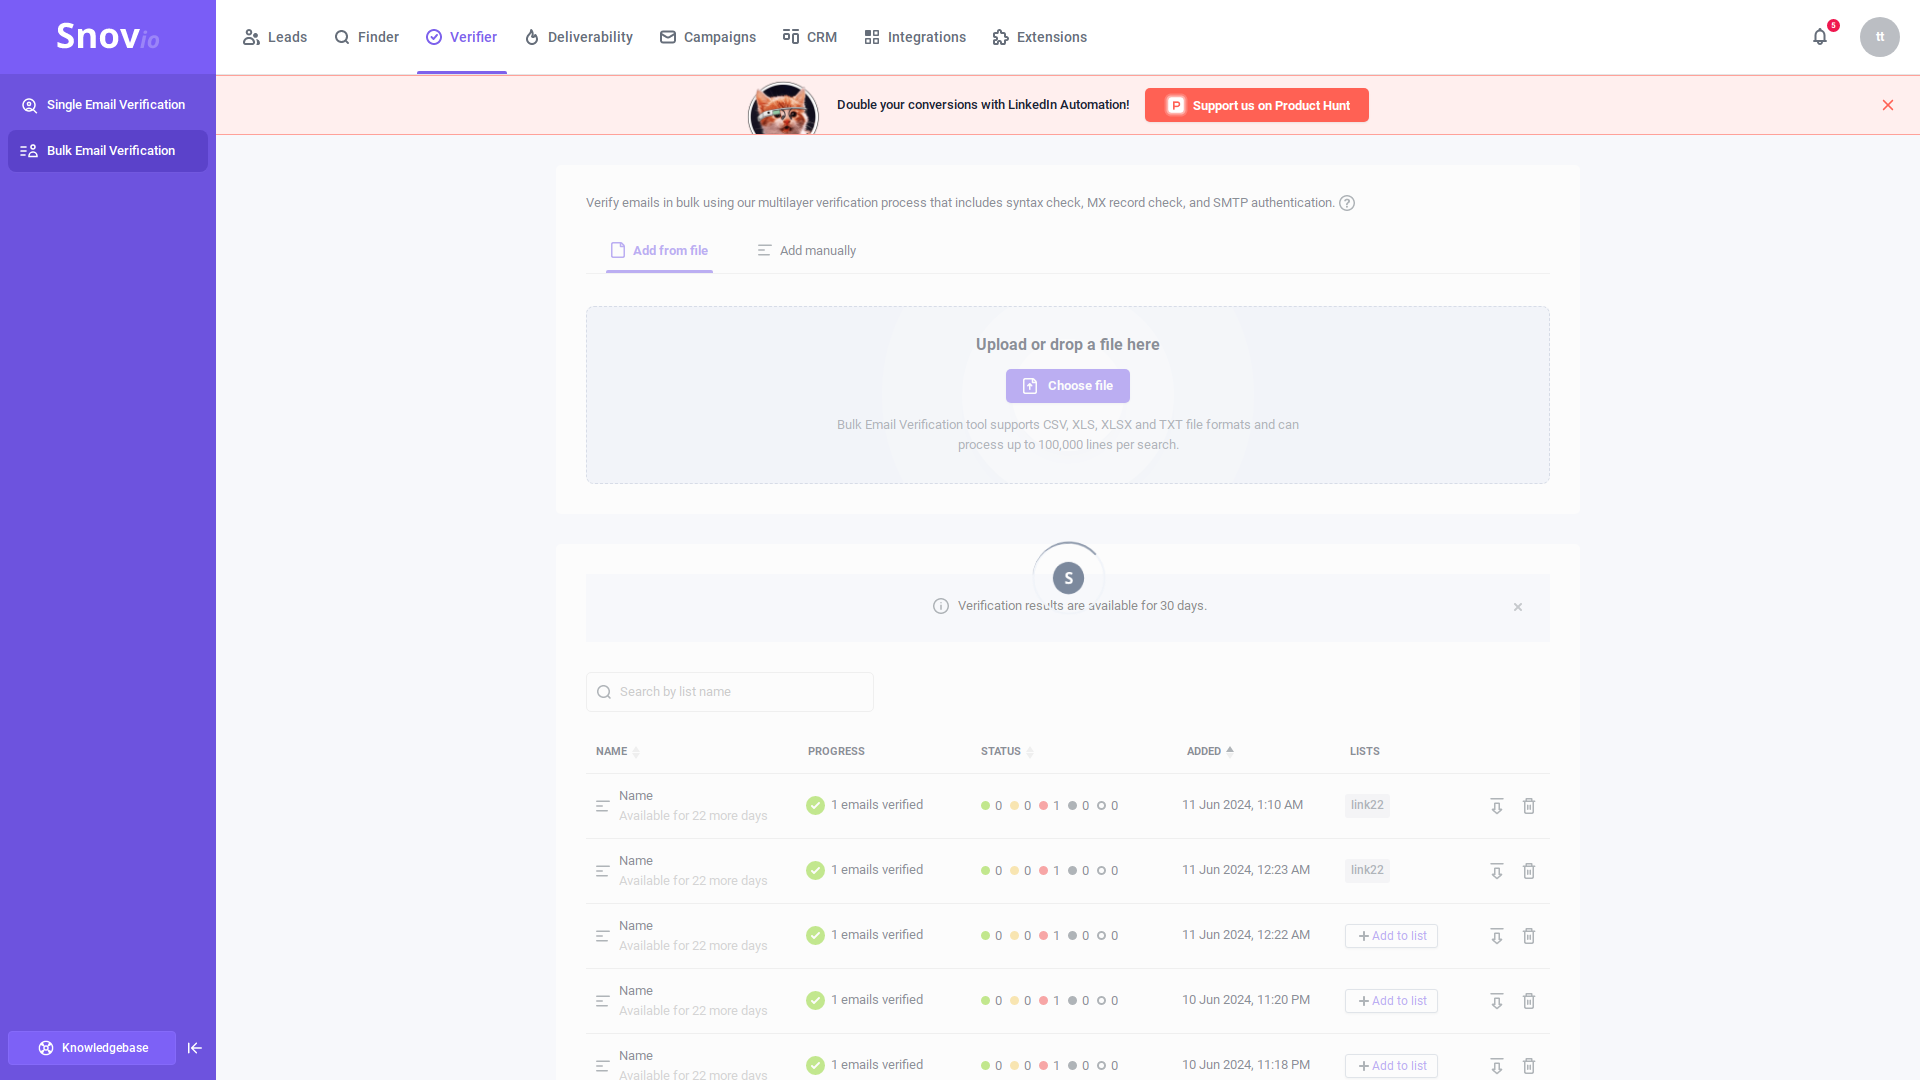 Snovio
Leads
Finder
Verifier
Deliverability
Campaigns
CRM
Integrations
Extensions
5
tt
Single Email Verification
Bulk Email Verification
Double your conversions with LinkedIn Automation!
P Support us on Product Hunt
Verify emails in bulk using our multilayer verification process that includes syntax check, MX record check, and SMTP authentication. ?
Add from file
Add manually
Upload or drop a file here
Choose file
Bulk Email Verification tool supports CSV, XLS, XLSX and TXT file formats and can
process up to 100,000 lines per search.
S
Verification results are available for 30 days.
Search by list name
NAME PROGRESS STATUS ADDED LISTS
Name
Available for 22 more days
1 emails verified 0 0 1 0 0 11 Jun 2024, 1:10 AM link22
Name
Available for 22 more days
1 emails verified 0 0 1 0 0 11 Jun 2024, 12:23 AM link22
Name
Available for 22 more days
1 emails verified 0 0 1 0 0 11 Jun 2024, 12:22 AM + Add to list
Name
Available for 22 more days
1 emails verified 0 0 1 0 0 10 Jun 2024, 11:20 PM + Add to list
Name
Available for 22 more days
1 emails verified 0 0 1 0 0 10 Jun 2024, 11:18 PM + Add to list
Knowledgebase